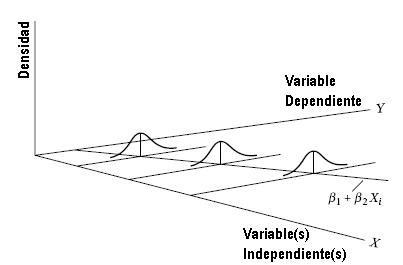 Densidad
Variable
Dependiente
Y
β₁ + β₂Xᵢ
Variable(s)
Independiente(s)
X